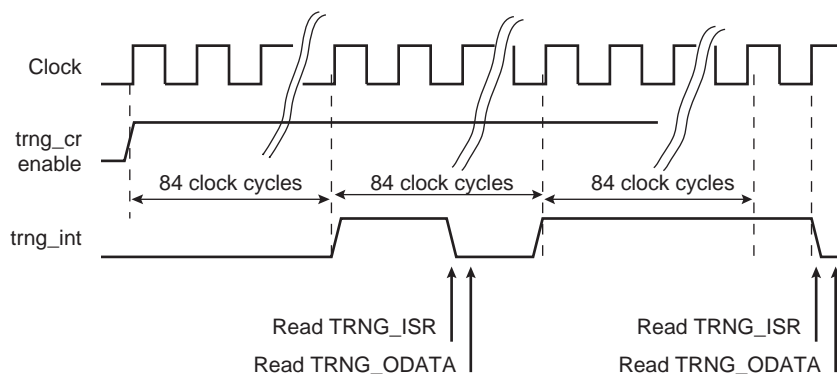 Clock
trng_cr
enable
84 clock cycles
84 clock cycles
84 clock cycles
trng_int
Read TRNG_ISR
Read TRNG_ISR
Read TRNG_ODATA
Read TRNG_ODATA